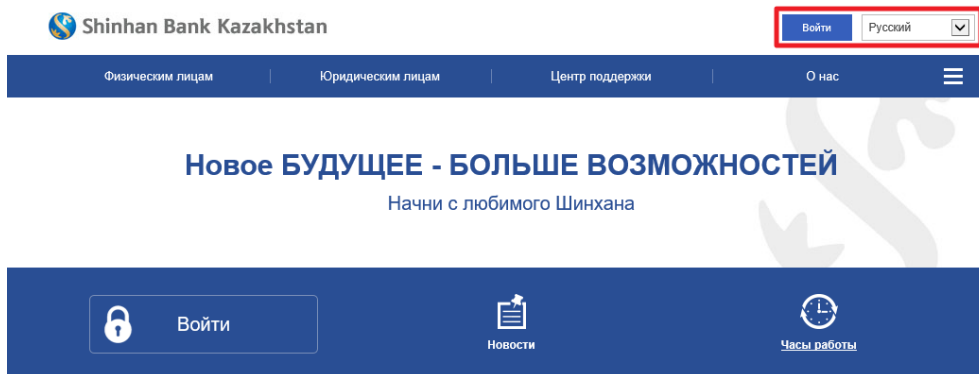 Shinhan Bank Kazakhstan
Войти
Русский
Физическим лицам
Юридическим лицам
Центр поддержки
О нас
Новое БУДУЩЕЕ - БОЛЬШЕ ВОЗМОЖНОСТЕЙ
Начни с любимого Шинхана
Войти
Новости
Часы работы